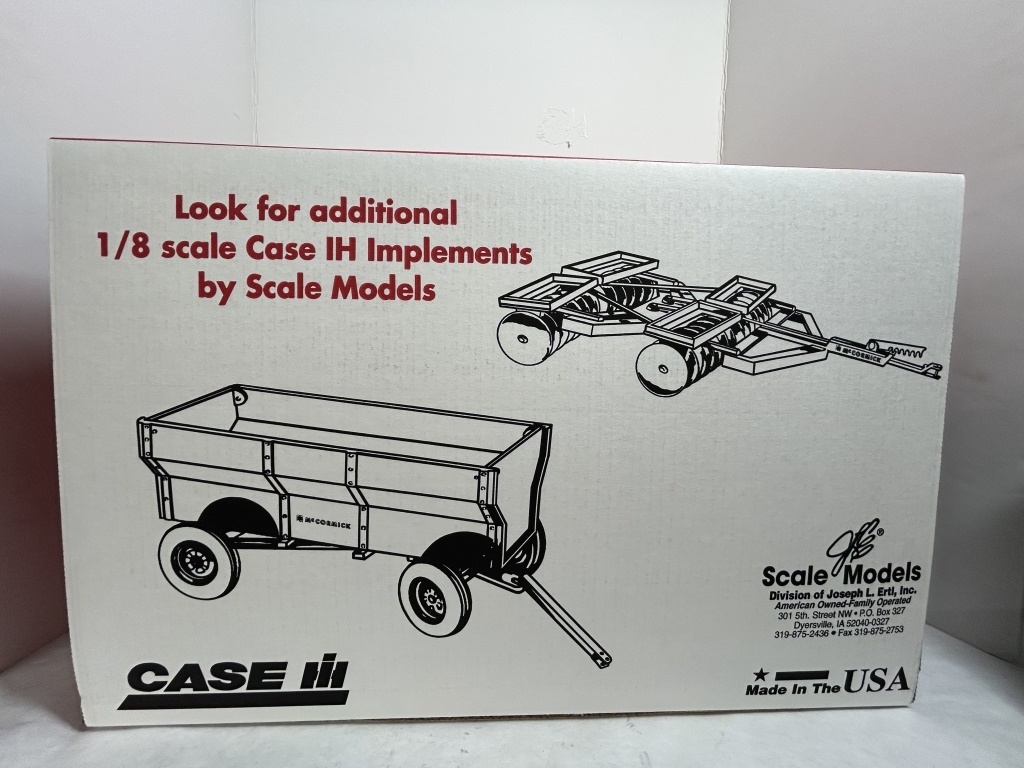 Look for additional
1/8 scale Case IH Implements
by Scale Models
McCORMICK
McCORMICK
JLE ®
Scale Models
Division of Joseph L. Ertl, Inc.
American Owned-Family Operated
301 5th. Street NW • P.O. Box 327
Dyersville, IA 52040-0327
319-875-2436 • Fax 319-875-2753
CASE IH
Made In The USA